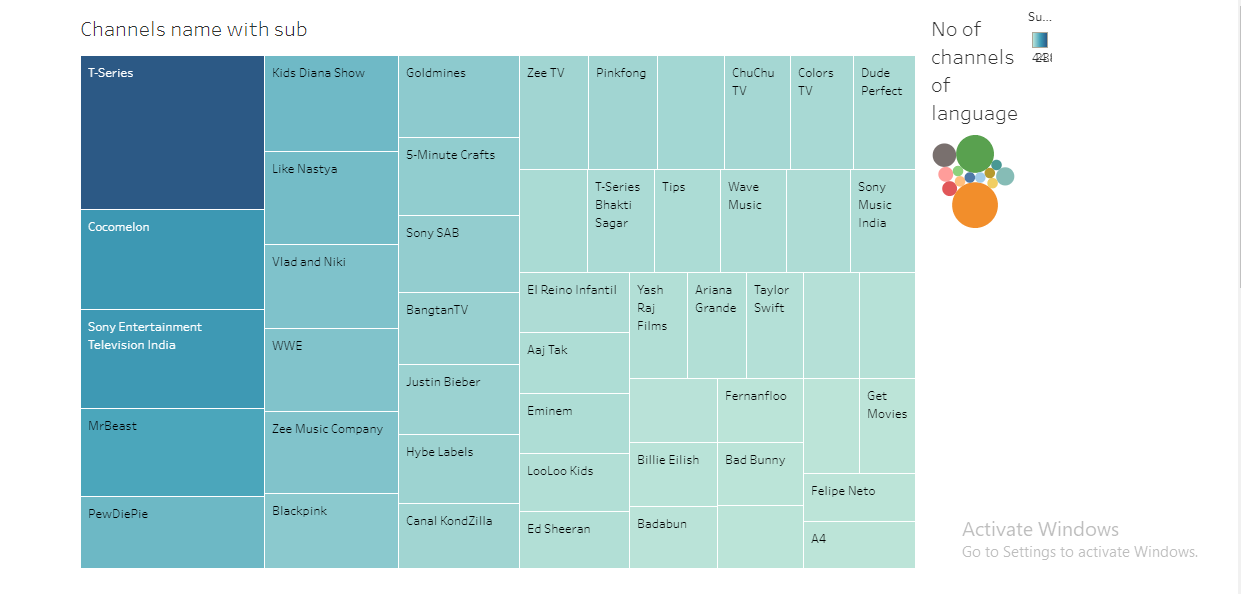 Channels name with sub
T-Series
Cocomelon
Sony Entertainment
Television India
MrBeast
PewDiePie
Kids Diana Show
Like Nastya
Vlad and Niki
WWE
Zee Music Company
Blackpink
Goldmines
5-Minute Crafts
Sony SAB
BangtanTV
Justin Bieber
Hybe Labels
Canal KondZilla
Zee TV
Pinkfong
ChuChu
TV
Colors
TV
Dude
Perfect
T-Series
Bhakti
Sagar
Tips
Wave
Music
Sony
Music
India
El Reino Infantil
Aaj Tak
Eminem
LooLoo Kids
Ed Sheeran
Yash
Raj
Films
Ariana
Grande
Taylor
Swift
Fernanfloo
Get
Movies
Billie Eilish
Bad Bunny
Badabun
Felipe Neto
A4
No of
channels
of
language
Su...
Activate Windows
Go to Settings to activate Windows.